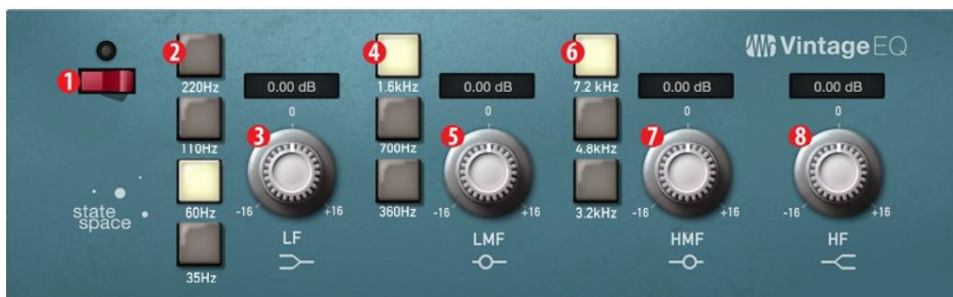 2 4 6 VintageEQ
1 220Hz 0.00 dB 1.6kHz 0.00 dB 7.2 kHz 0.00 dB 0.00 dB
0 0 0 0
3 5 7 8
110Hz 700Hz 4.8kHz
-16 +16 -16 +16 -16 +16 -16 +16
state 60Hz 360Hz 3.2kHz
space LF LMF HMF HF
35Hz